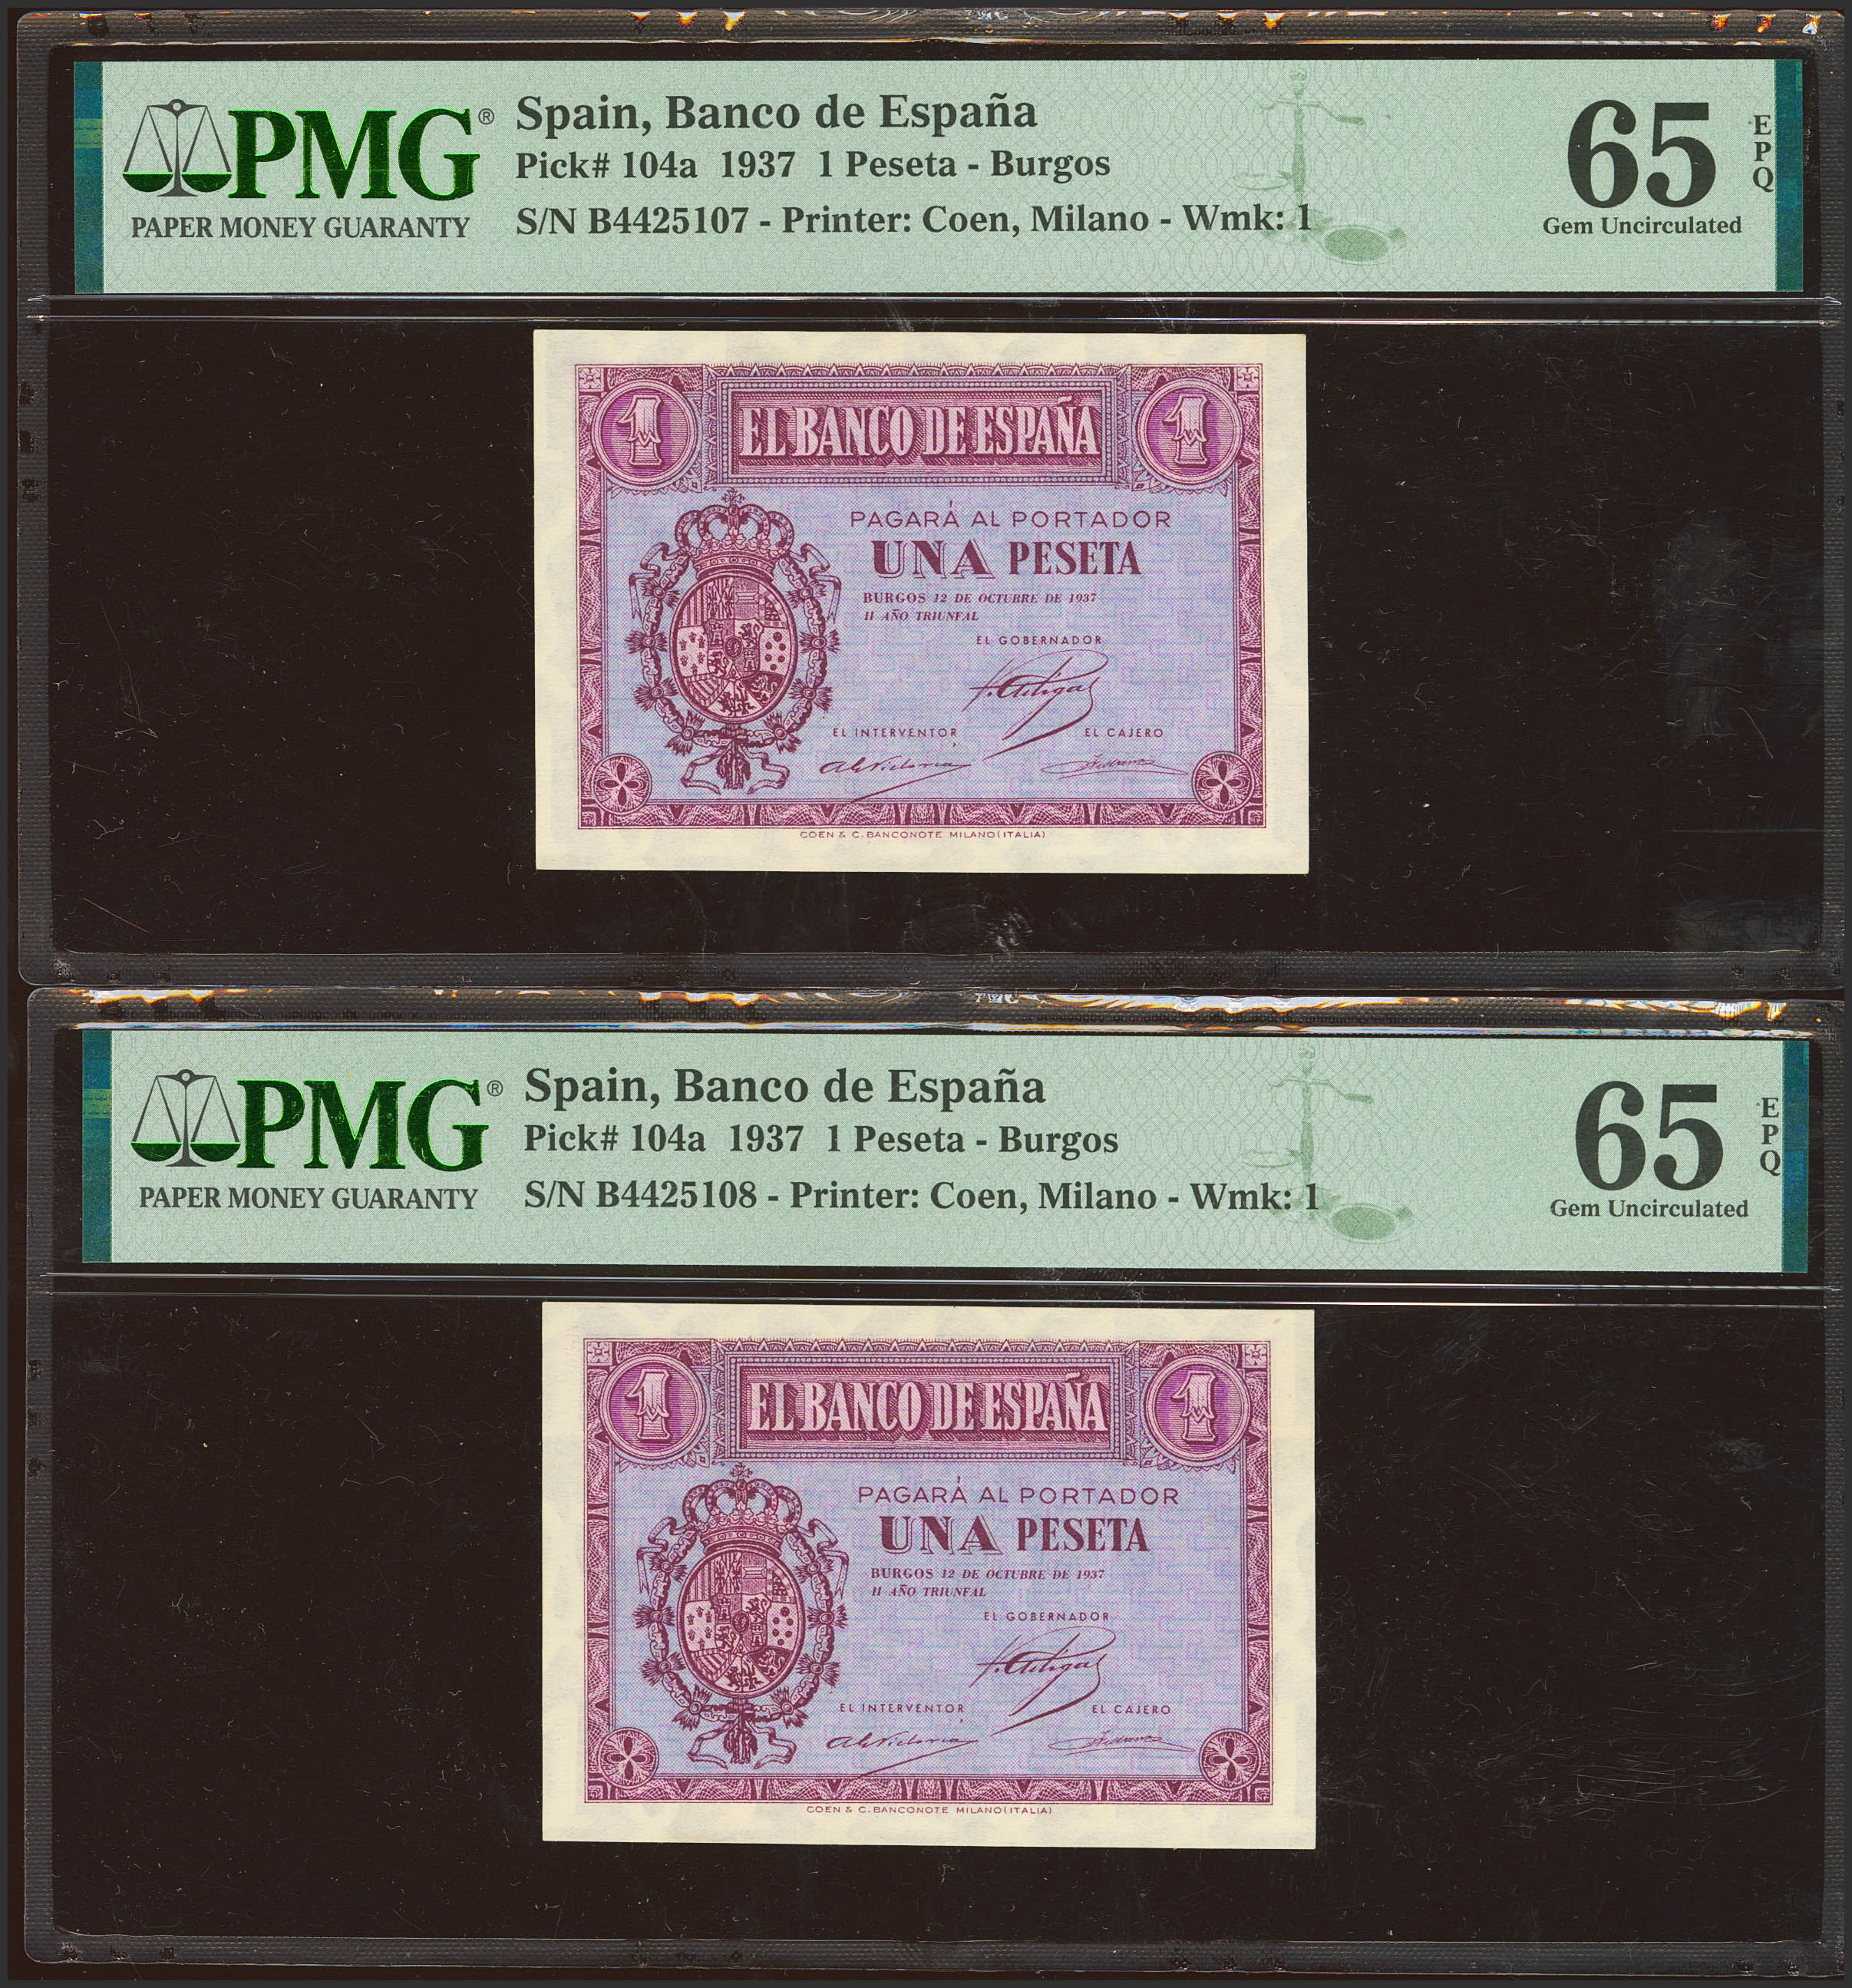 PMG®
PAPER MONEY GUARANTY
Spain, Banco de España
Pick# 104a 1937 1 Peseta - Burgos
S/N B4425107 - Printer: Coen, Milano - Wmk: 1
65
EPQ
Gem Uncirculated
1 EL BANCO DE ESPAÑA 1
PAGARÁ AL PORTADOR
UNA PESETA
BURGOS 12 DE OCTUBRE DE 1937
II AÑO TRIUNFAL
EL GOBERNADOR
EL INTERVENTOR EL CAJERO
COEN & C. BANCONOTE MILANO (ITALIA)
PMG®
PAPER MONEY GUARANTY
Spain, Banco de España
Pick# 104a 1937 1 Peseta - Burgos
S/N B4425108 - Printer: Coen, Milano - Wmk: 1
65
EPQ
Gem Uncirculated
1 EL BANCO DE ESPAÑA 1
PAGARÁ AL PORTADOR
UNA PESETA
BURGOS 12 DE OCTUBRE DE 1937
II AÑO TRIUNFAL
EL GOBERNADOR
EL INTERVENTOR EL CAJERO
COEN & C. BANCONOTE MILANO (ITALIA)